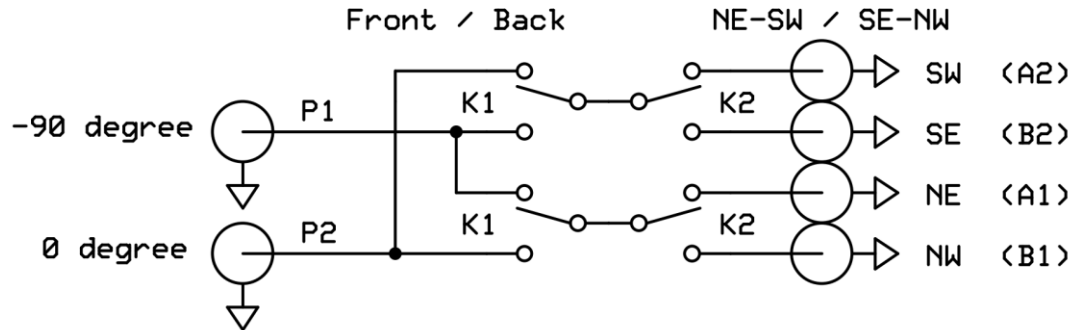 Front / Back NE-SW / SE-NW
SW (A2)
K1 K2
-90 degree P1 SE (B2)
NE (A1)
K1 K2
0 degree P2 NW (B1)